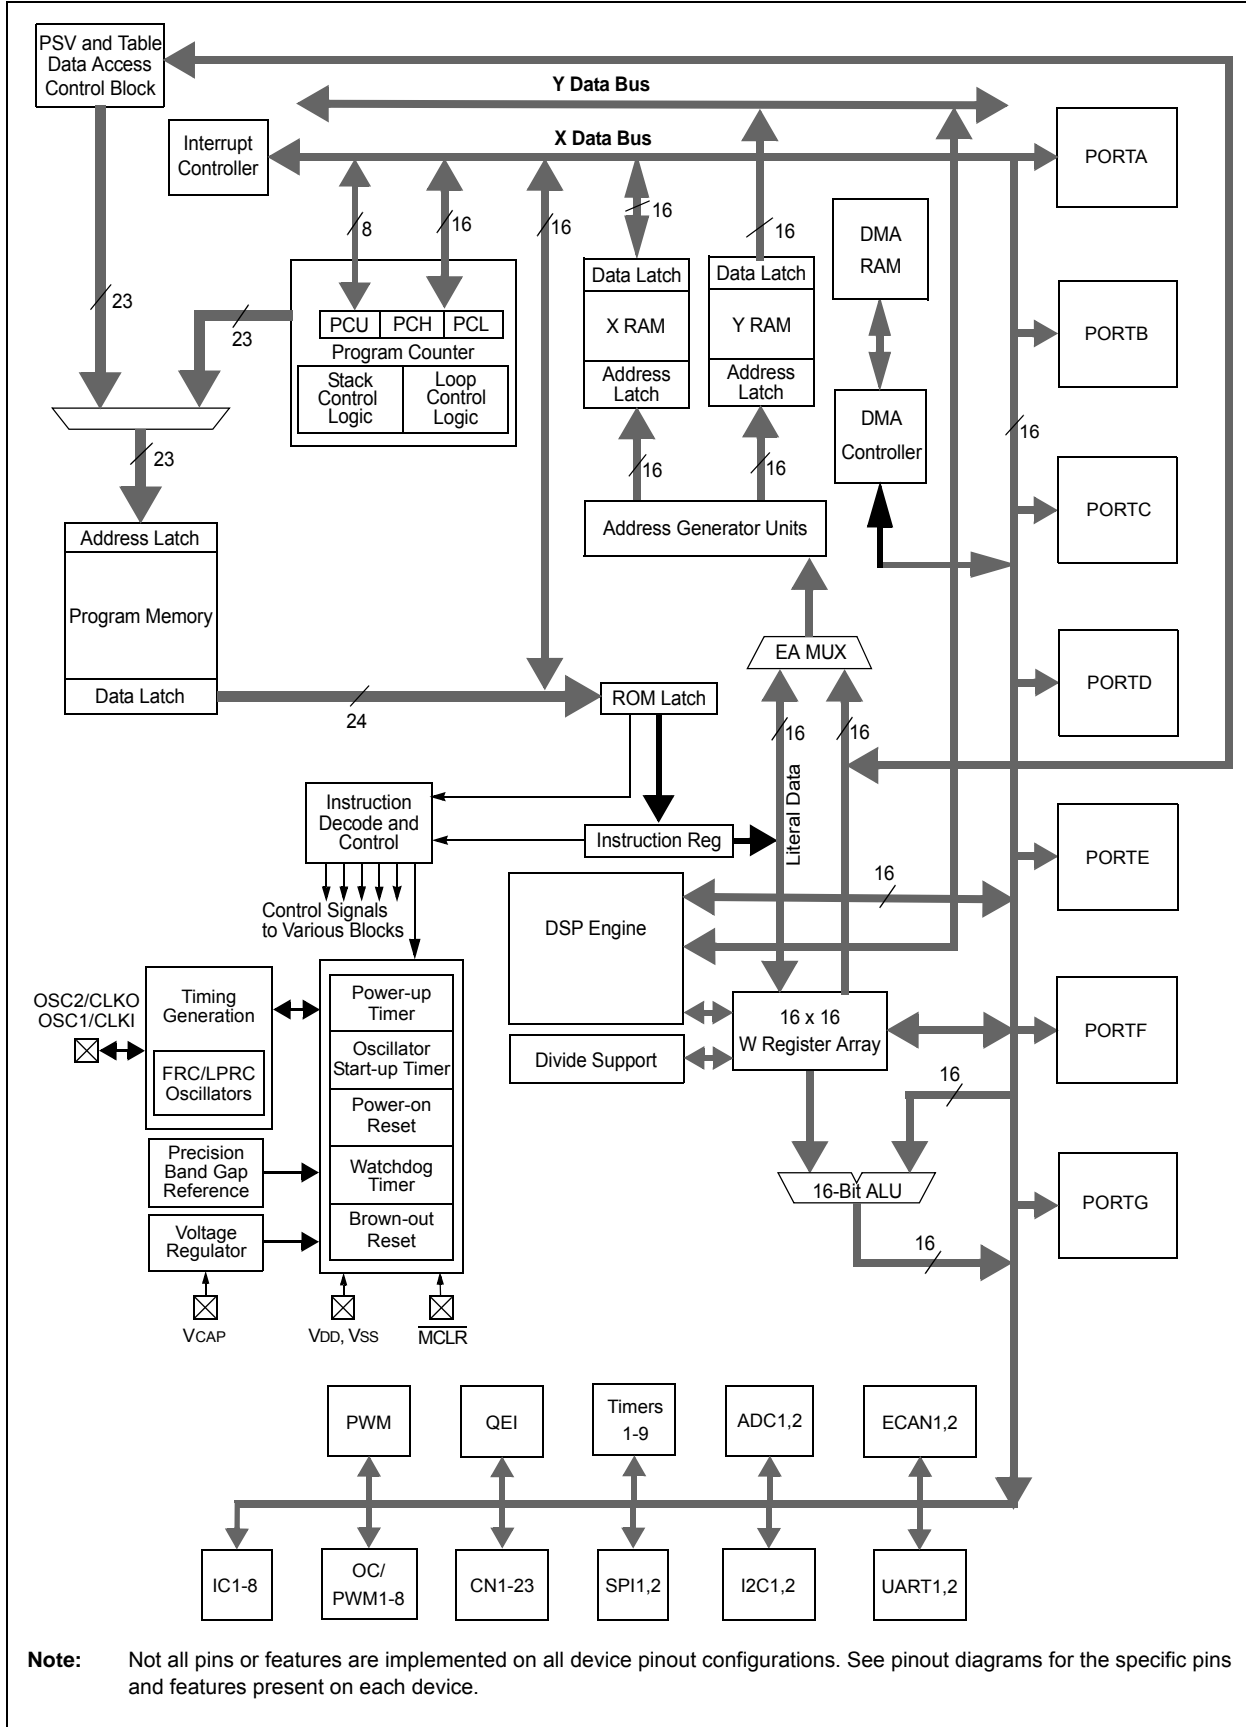 PSV and Table
Data Access
Control Block
Y Data Bus
X Data Bus
Interrupt
Controller
PORTA
8
16
16
16
16
DMA
RAM
Data Latch
Data Latch
23
23
PCU
PCH
PCL
X RAM
Y RAM
PORTB
Program Counter
Stack
Control
Logic
Loop
Control
Logic
Address
Latch
Address
Latch
DMA
Controller
16
23
16
16
PORTC
Address Generator Units
Address Latch
Program Memory
EA MUX
PORTD
Data Latch
24
ROM Latch
16
16
Literal Data
Instruction
Decode and
Control
Instruction Reg
PORTE
16
Control Signals
to Various Blocks
DSP Engine
OSC2/CLKO
OSC1/CLKI
Timing
Generation
Power-up
Timer
16 x 16
W Register Array
PORTF
Oscillator
Start-up Timer
Divide Support
FRC/LPRC
Oscillators
Power-on
Reset
16
Precision
Band Gap
Reference
Watchdog
Timer
16-Bit ALU
PORTG
Voltage
Regulator
Brown-out
Reset
16
VCAP
VDD, VSS
MCLR
PWM
QEI
Timers
1-9
ADC1,2
ECAN1,2
IC1-8
OC/
PWM1-8
CN1-23
SPI1,2
I2C1,2
UART1,2
Note: Not all pins or features are implemented on all device pinout configurations. See pinout diagrams for the specific pins
and features present on each device.